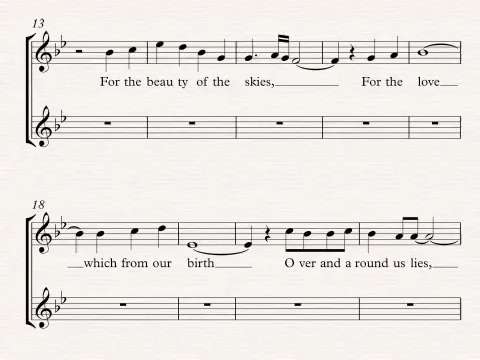 13
For the beau ty of the skies, For the love
18
which from our birth O ver and a round us lies,